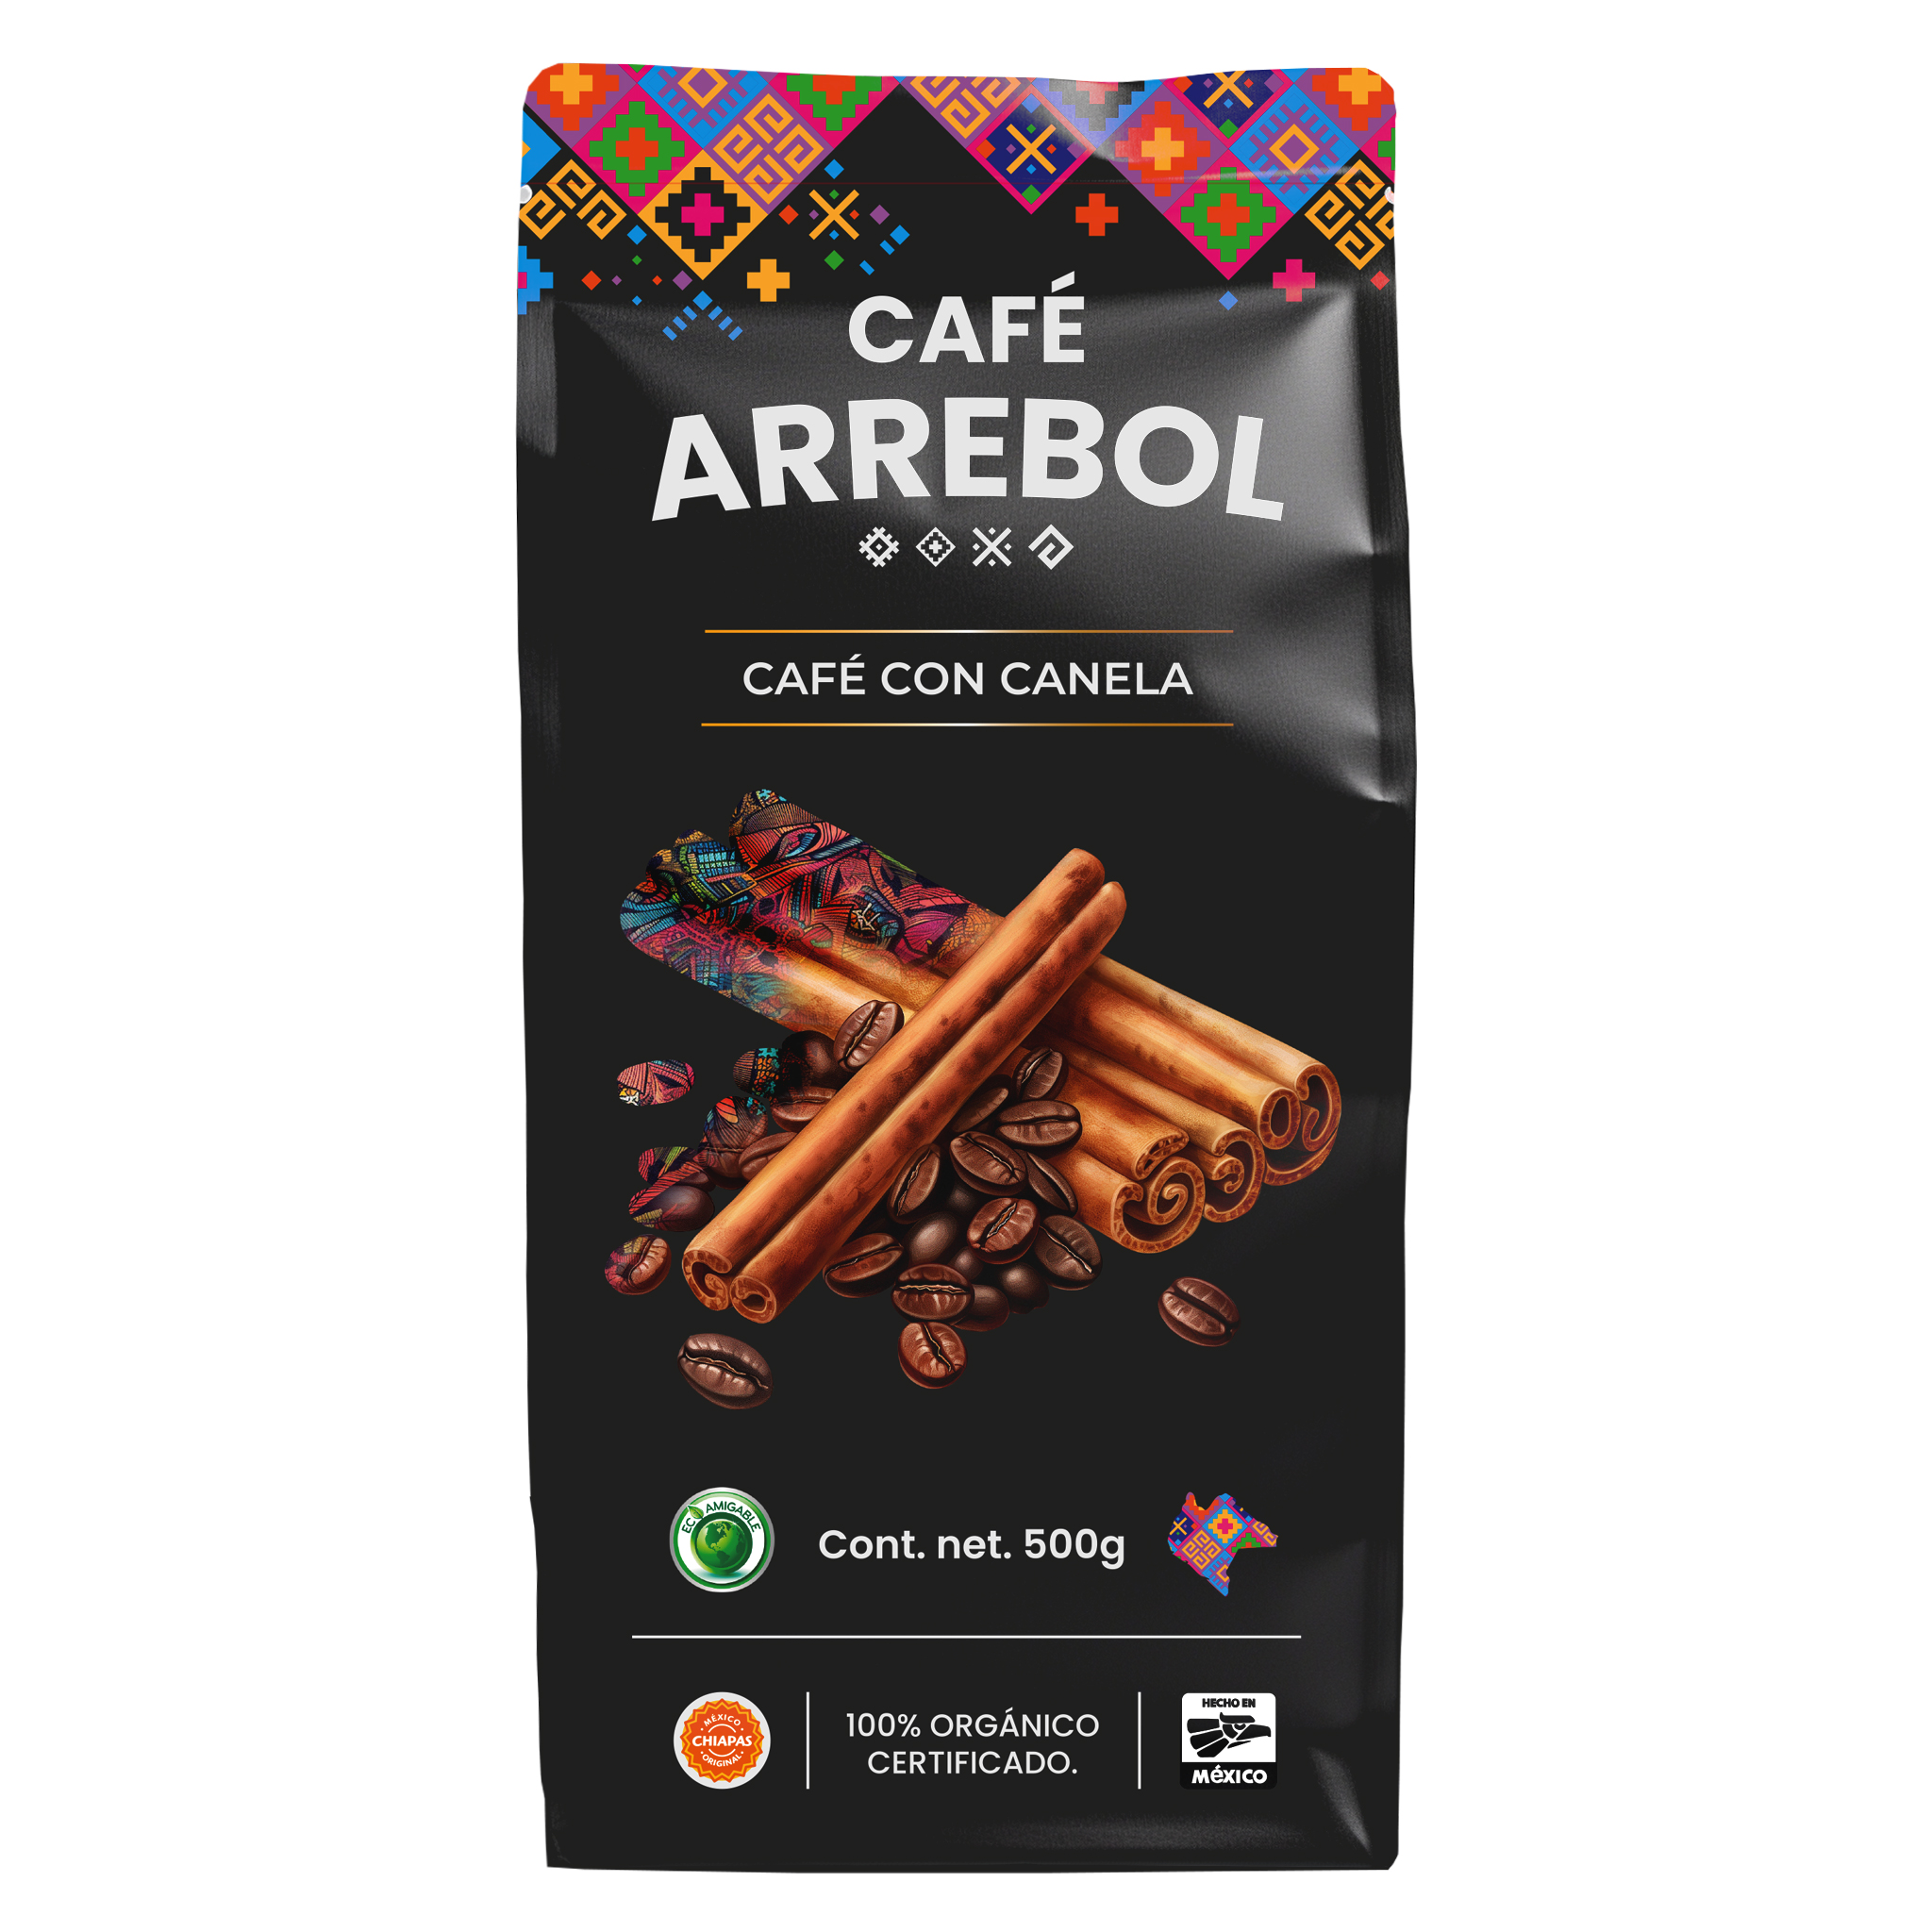 CAFÉ
ARREBOL
CAFÉ CON CANELA
ECO AMIGABLE
Cont. net. 500g
MÉXICO
CHIAPAS
ORIGINAL
100% ORGÁNICO
CERTIFICADO.
HECHO EN
MéXICO